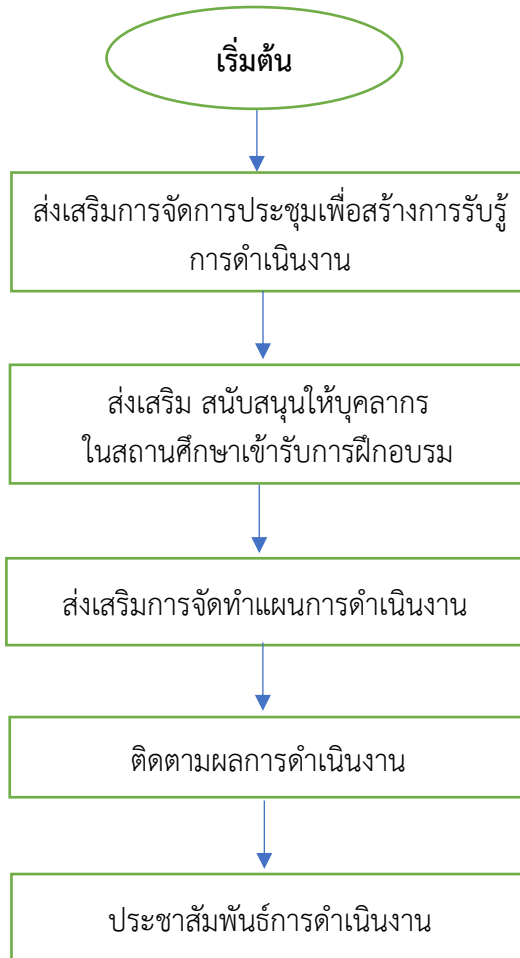 เริ่มต้น
ส่งเสริมการจัดการประชุมเพื่อสร้างการรับรู้
การดำเนินงาน
ส่งเสริม สนับสนุนให้บุคลากร
ในสถานศึกษาเข้ารับการฝึกอบรม
ส่งเสริมการจัดทำแผนการดำเนินงาน
ติดตามผลการดำเนินงาน
ประชาสัมพันธ์การดำเนินงาน